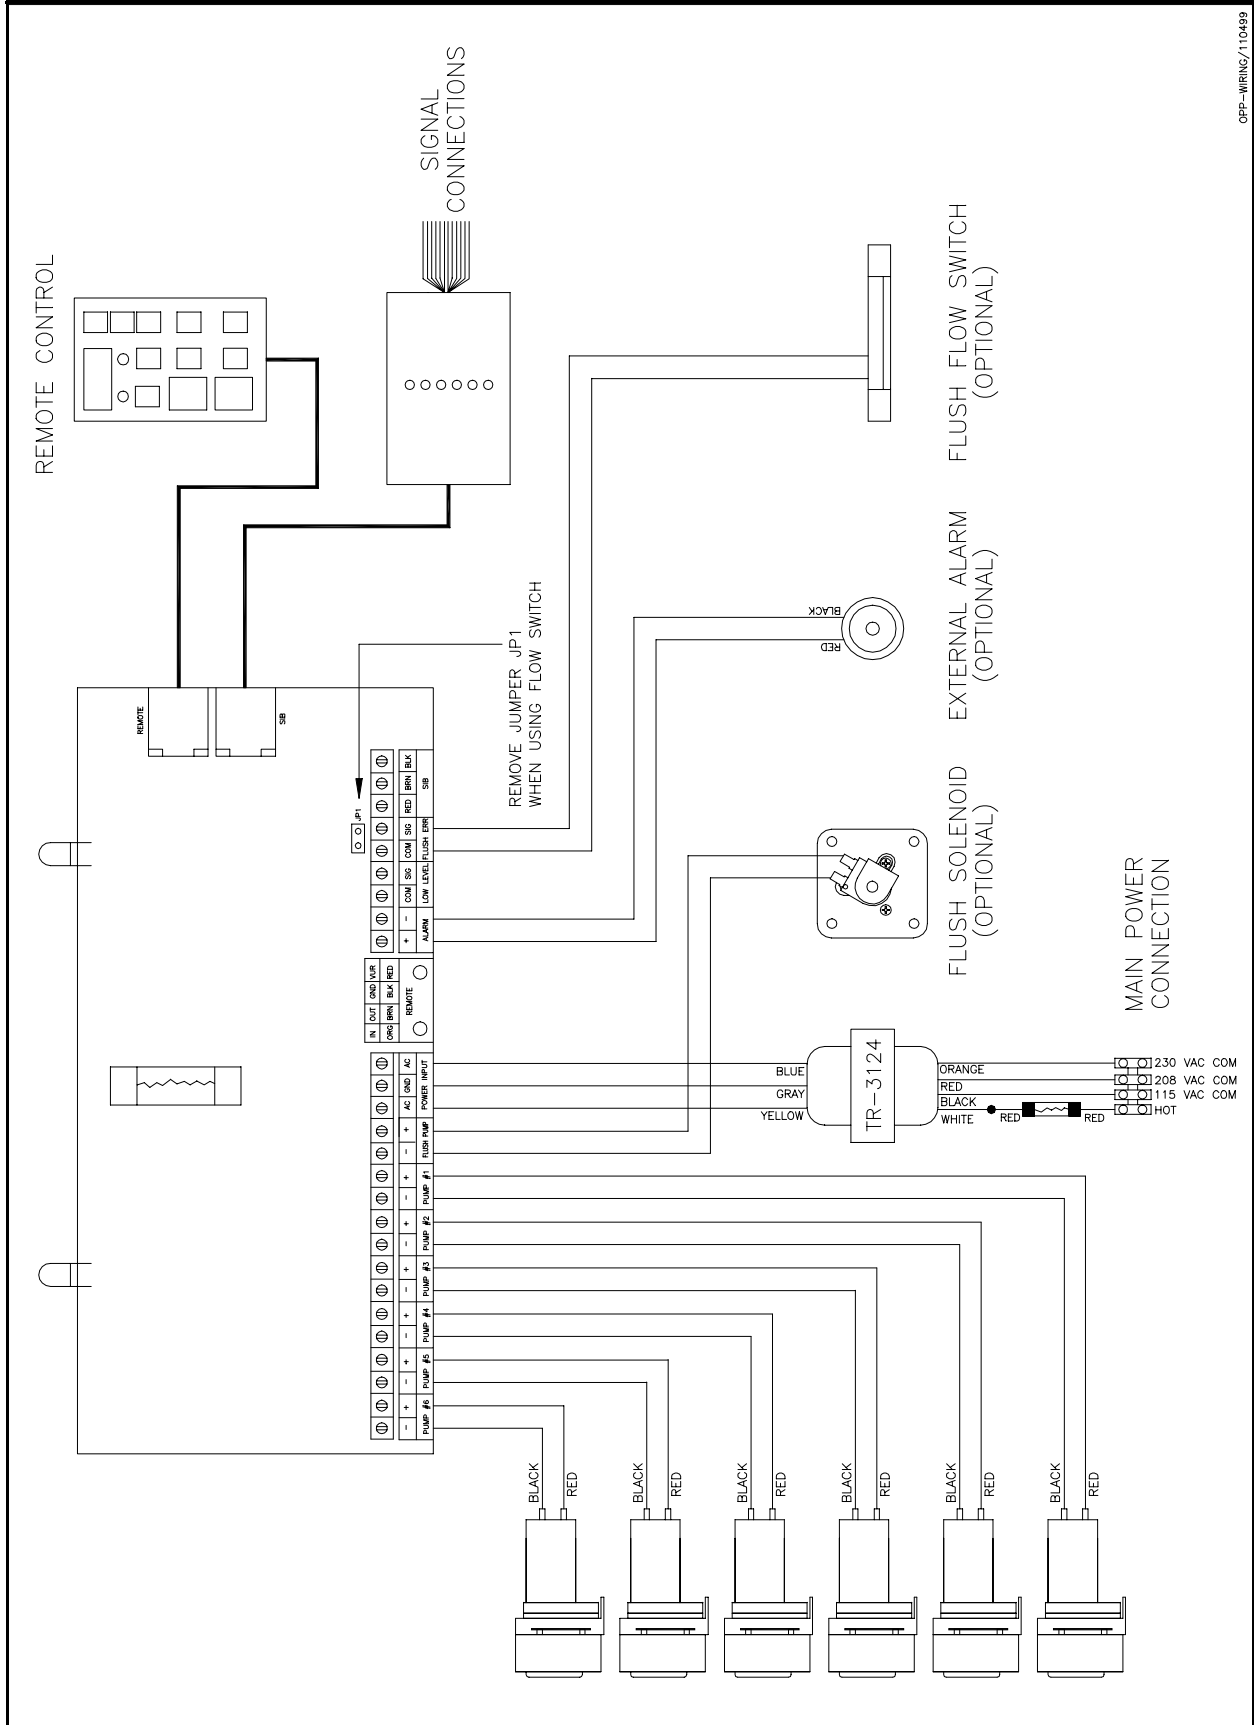 OPP-WIRING/110499
REMOTE CONTROL
SIGNAL
CONNECTIONS
REMOTE
SIB
REMOVE JUMPER JP1
WHEN USING FLOW SWITCH
JP1
BLK
BRN
RED
SIB
SIG
COM
FLUSH ERR
SIG
COM
LOW LEVEL
-
+
ALARM
IN OUT GND VUR
ORG BRN BLK RED
REMOTE
AC
GND
AC
POWER INPUT
+
-
FLUSH PUMP
+
-
PUMP #1
+
-
PUMP #2
+
-
PUMP #3
+
-
PUMP #4
+
-
PUMP #5
+
-
PUMP #6
FLUSH FLOW SWITCH
(OPTIONAL)
BLACK
RED
EXTERNAL ALARM
(OPTIONAL)
FLUSH SOLENOID
(OPTIONAL)
MAIN POWER
CONNECTION
BLUE
GRAY
YELLOW
TR-3124
ORANGE
RED
BLACK
WHITE
RED
RED
230 VAC COM
208 VAC COM
115 VAC COM
HOT
BLACK
RED
BLACK
RED
BLACK
RED
BLACK
RED
BLACK
RED
BLACK
RED